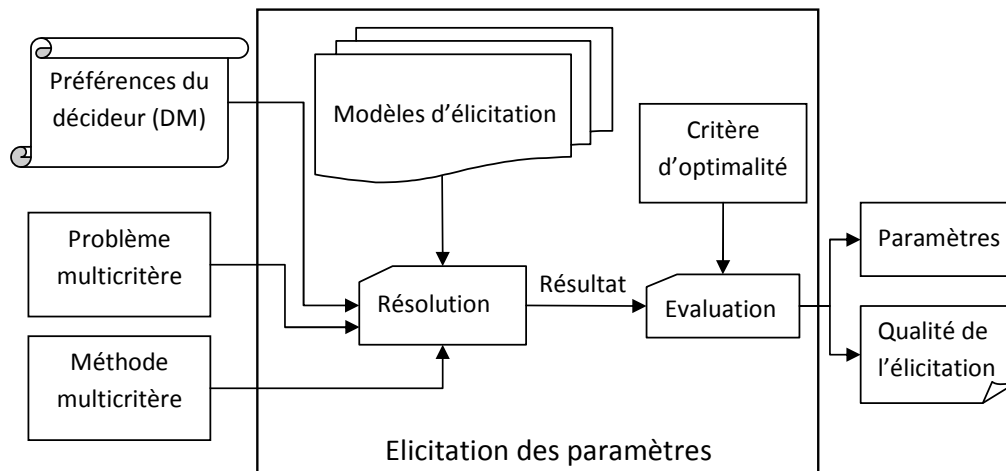 Préférences du
décideur (DM)
Modèles d'élicitation
Critère
d'optimalité
Problème
multicritère
Paramètres
Résolution
Résultat
Evaluation
Méthode
multicritère
Qualité de
l'élicitation
Elicitation des paramètres